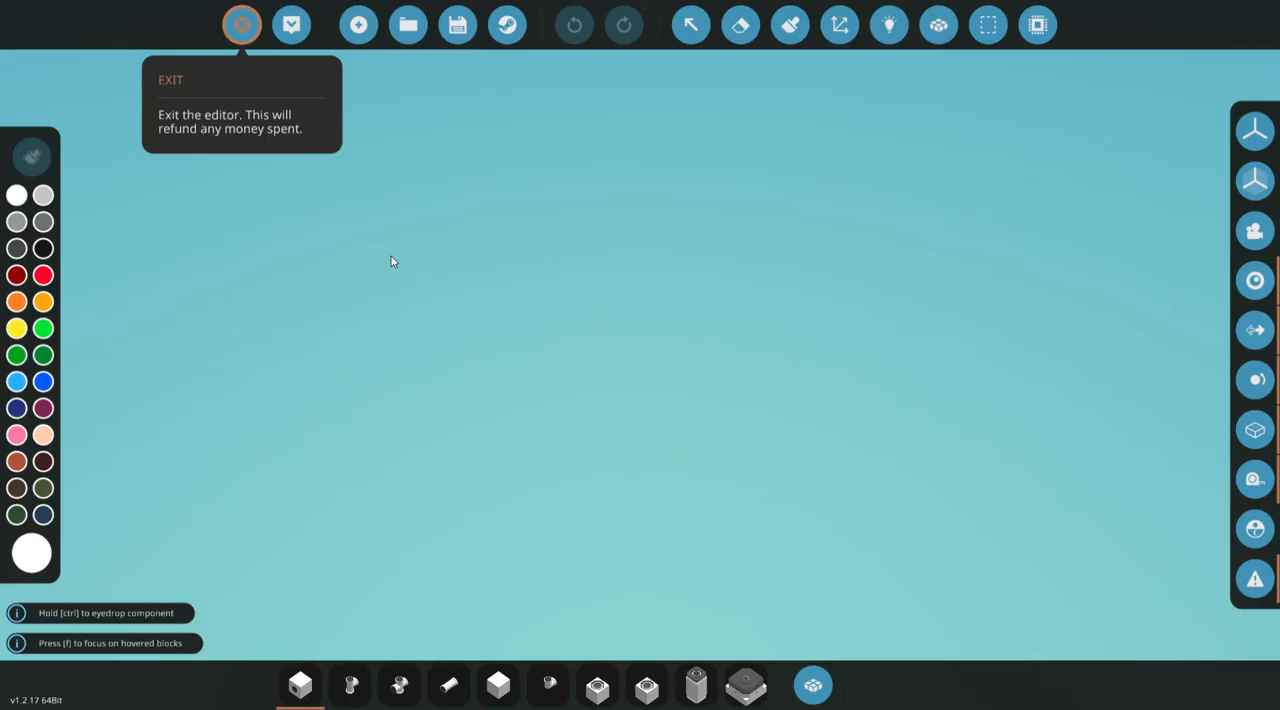 EXIT
Exit the editor. This will
refund any money spent.
Hold [ctrl] to eyedrop component
Press [f] to focus on hovered blocks
v1.2.17 64Bit